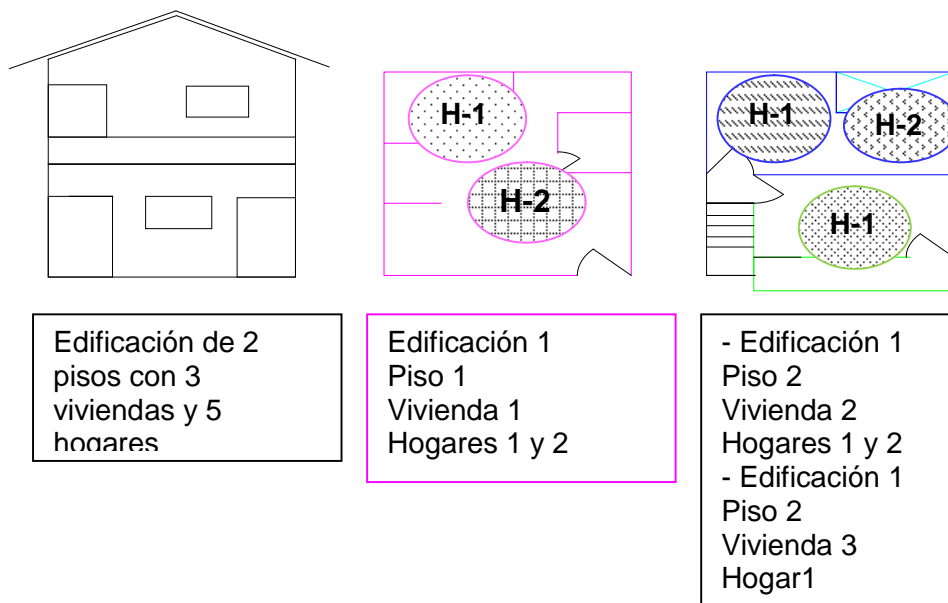 H-1
H-2
H-1
H-2
H-1
Edificación de 2
pisos con 3
viviendas y 5
hogares
Edificación 1
Piso 1
Vivienda 1
Hogares 1 y 2
- Edificación 1
Piso 2
Vivienda 2
Hogares 1 y 2
- Edificación 1
Piso 2
Vivienda 3
Hogar1